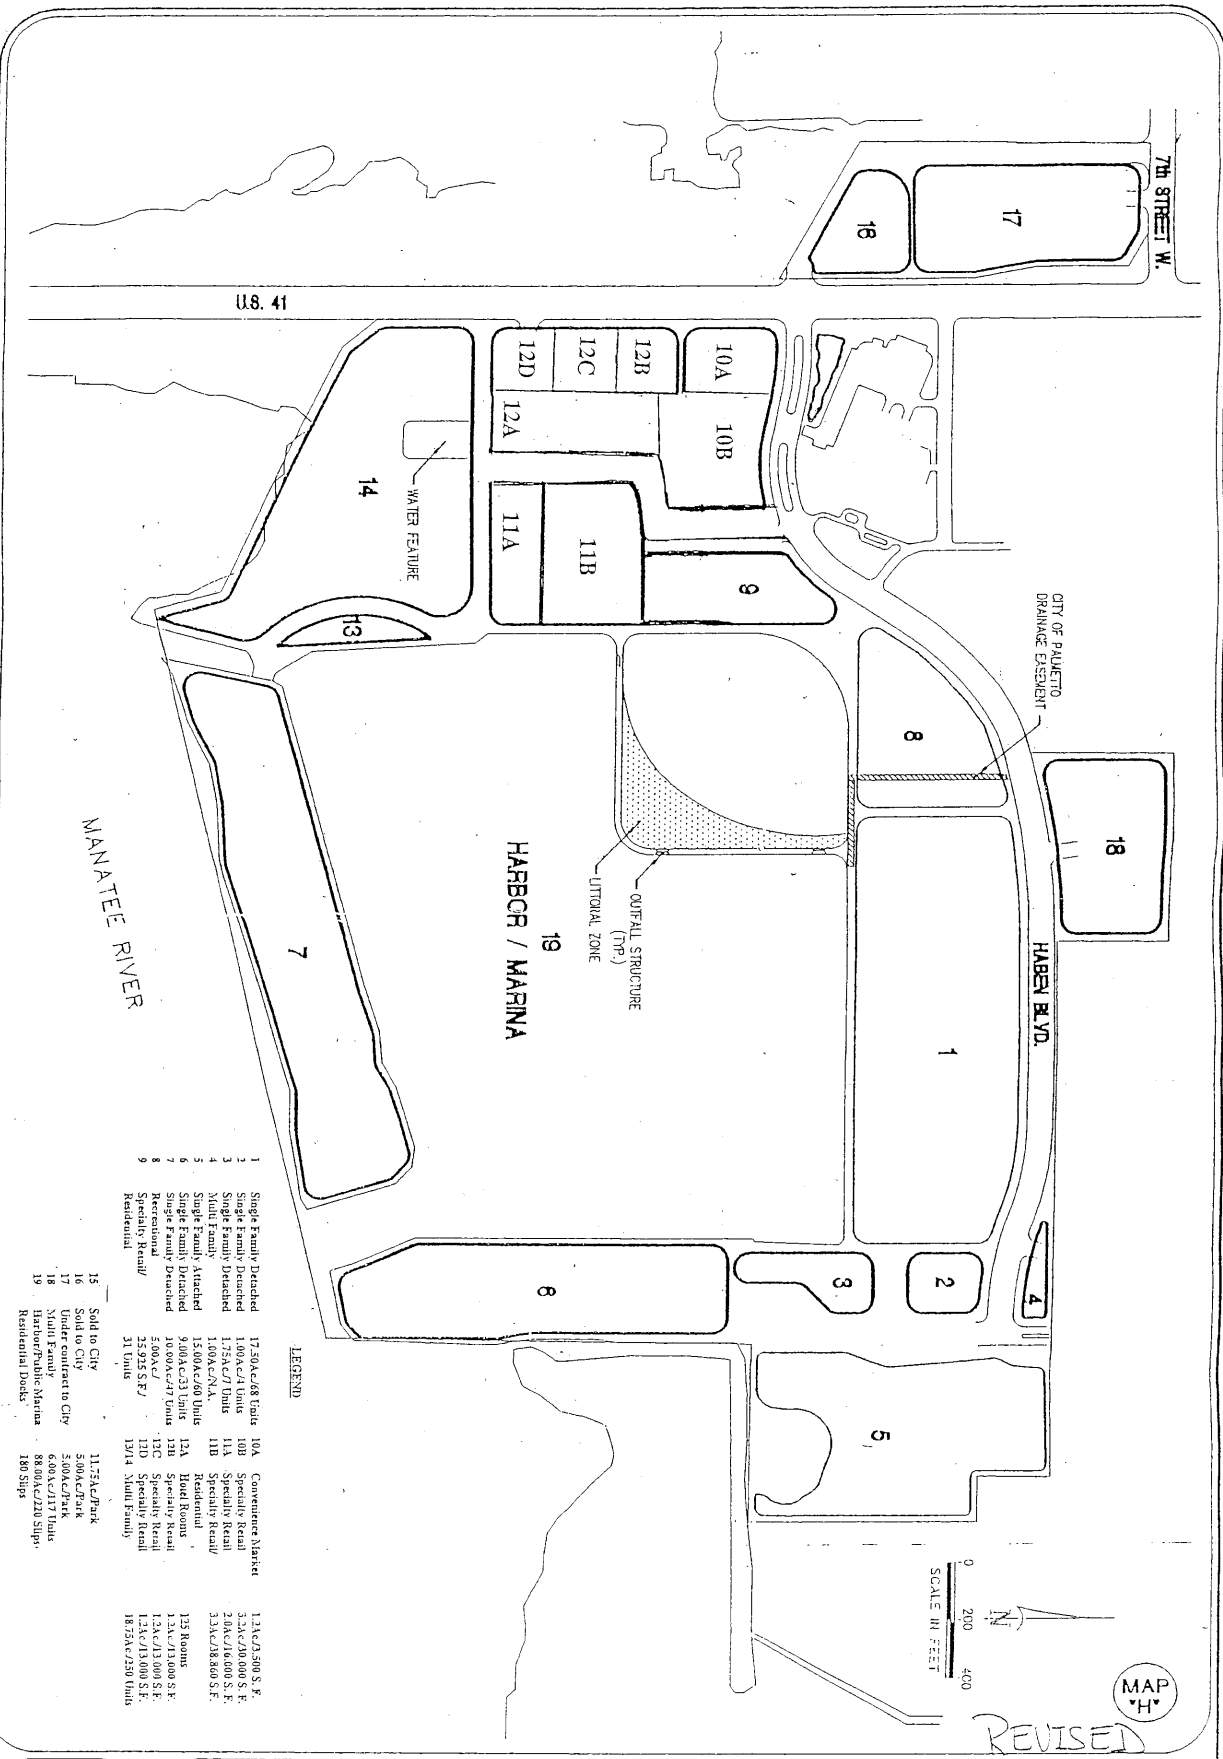 MAP
"H"
REVISED
7th STREET W.
U.S. 41
HABEN BLVD.
CITY OF PALMETTO
DRAINAGE EASEMENT
17
16
10A
10B
12B
12C
12D
12A
11A
11B
9
8
18
1
14
WATER FEATURE
13
OUTFALL STRUCTURE
(TYP.)
LITTORAL ZONE
19
HARBOR / MARINA
7
MANATEE RIVER
2
3
4
6
5
N
0 200 400
SCALE IN FEET
LEGEND
1 Single Family Detached 17.50Ac./68 Units
2 Single Family Detached 1.00Ac./4 Units
3 Single Family Detached 1.75Ac./7 Units
4 Multi Family 1.00Ac./N.A.
5 Single Family Attached 15.00Ac./60 Units
6 Single Family Detached 9.00Ac./33 Units
7 Single Family Detached 10.00Ac./47 Units
8 Recreational 5.00Ac./
9 Specialty Retail/ 25,925 S.F./
Residential 31 Units
10A Convenience Market 1.2Ac./3,500 S.F.
10B Specialty Retail 3.2Ac./30,000 S.F.
11A Specialty Retail 2.0Ac./16,000 S.F.
11B Specialty Retail/ 3.3Ac./38,860 S.F.
Residential
12A Hotel Rooms 125 Rooms
12B Specialty Retail 1.2Ac./13,000 S.F.
12C Specialty Retail 1.2Ac./13,000 S.F.
12D Specialty Retail 1.2Ac./13,000 S.F.
13/14 Multi Family 18.75Ac./250 Units
15 Sold to City 11.75Ac./Park
16 Sold to City 5.00Ac./Park
17 Under contract to City 5.00Ac./Park
18 Multi Family 6.00Ac./117 Units
19 Harbor/Public Marina 88.00Ac./220 Slips
Residential Docks 180 Slips